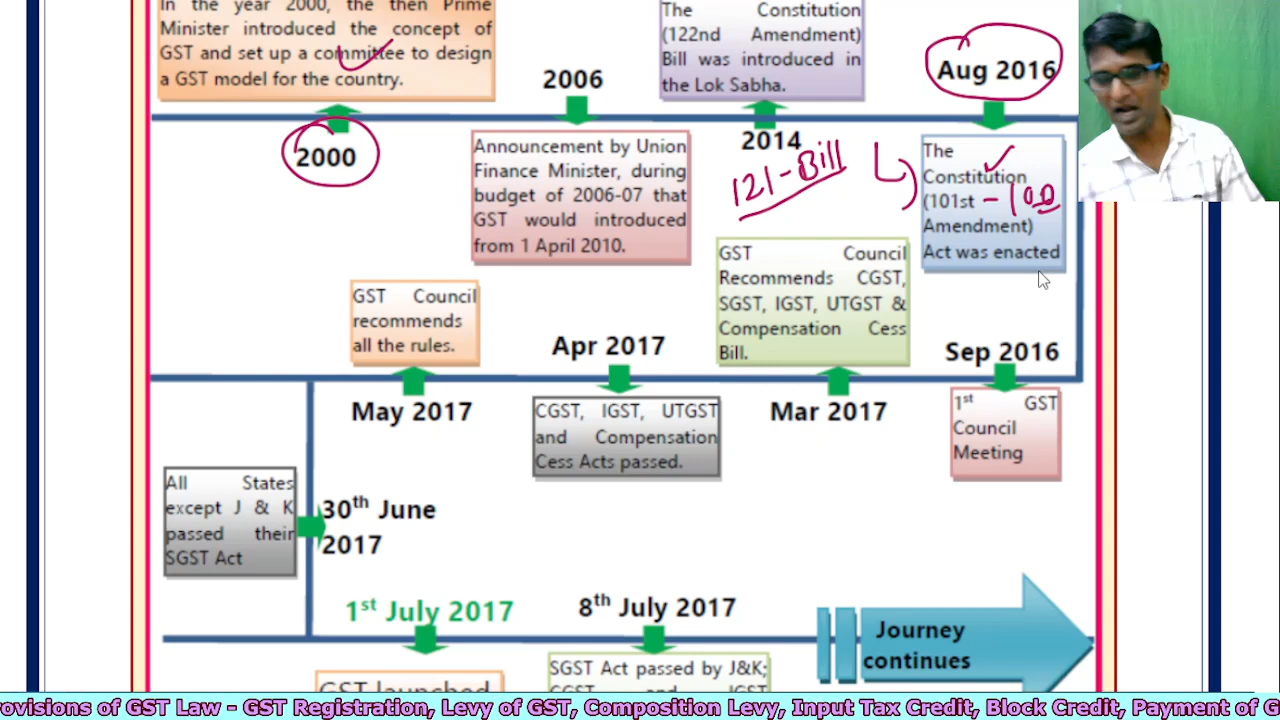 In the year 2000, the then Prime
Minister introduced the concept of
GST and set up a committee to design
a GST model for the country.
2000
2006
Announcement by Union
Finance Minister, during
budget of 2006-07 that
GST would introduced
from 1 April 2010.
The Constitution
(122nd Amendment)
Bill was introduced in
the Lok Sabha.
2014
121-Bill
Aug 2016
The
Constitution
(101st - 100
Amendment)
Act was enacted
Sep 2016
1st GST
Council
Meeting
GST Council
Recommends CGST,
SGST, IGST, UTGST &
Compensation Cess
Bill.
Mar 2017
Apr 2017
CGST, IGST, UTGST
and Compensation
Cess Acts passed.
GST Council
recommends
all the rules.
May 2017
All States
except J & K
passed their
SGST Act
30th June
2017
1st July 2017
GST launched
8th July 2017
SGST Act passed by J&K;
CGST and IGST
Journey
continues
rovisions of GST Law - GST Registration, Levy of GST, Composition Levy, Input Tax Credit, Block Credit, Payment of G